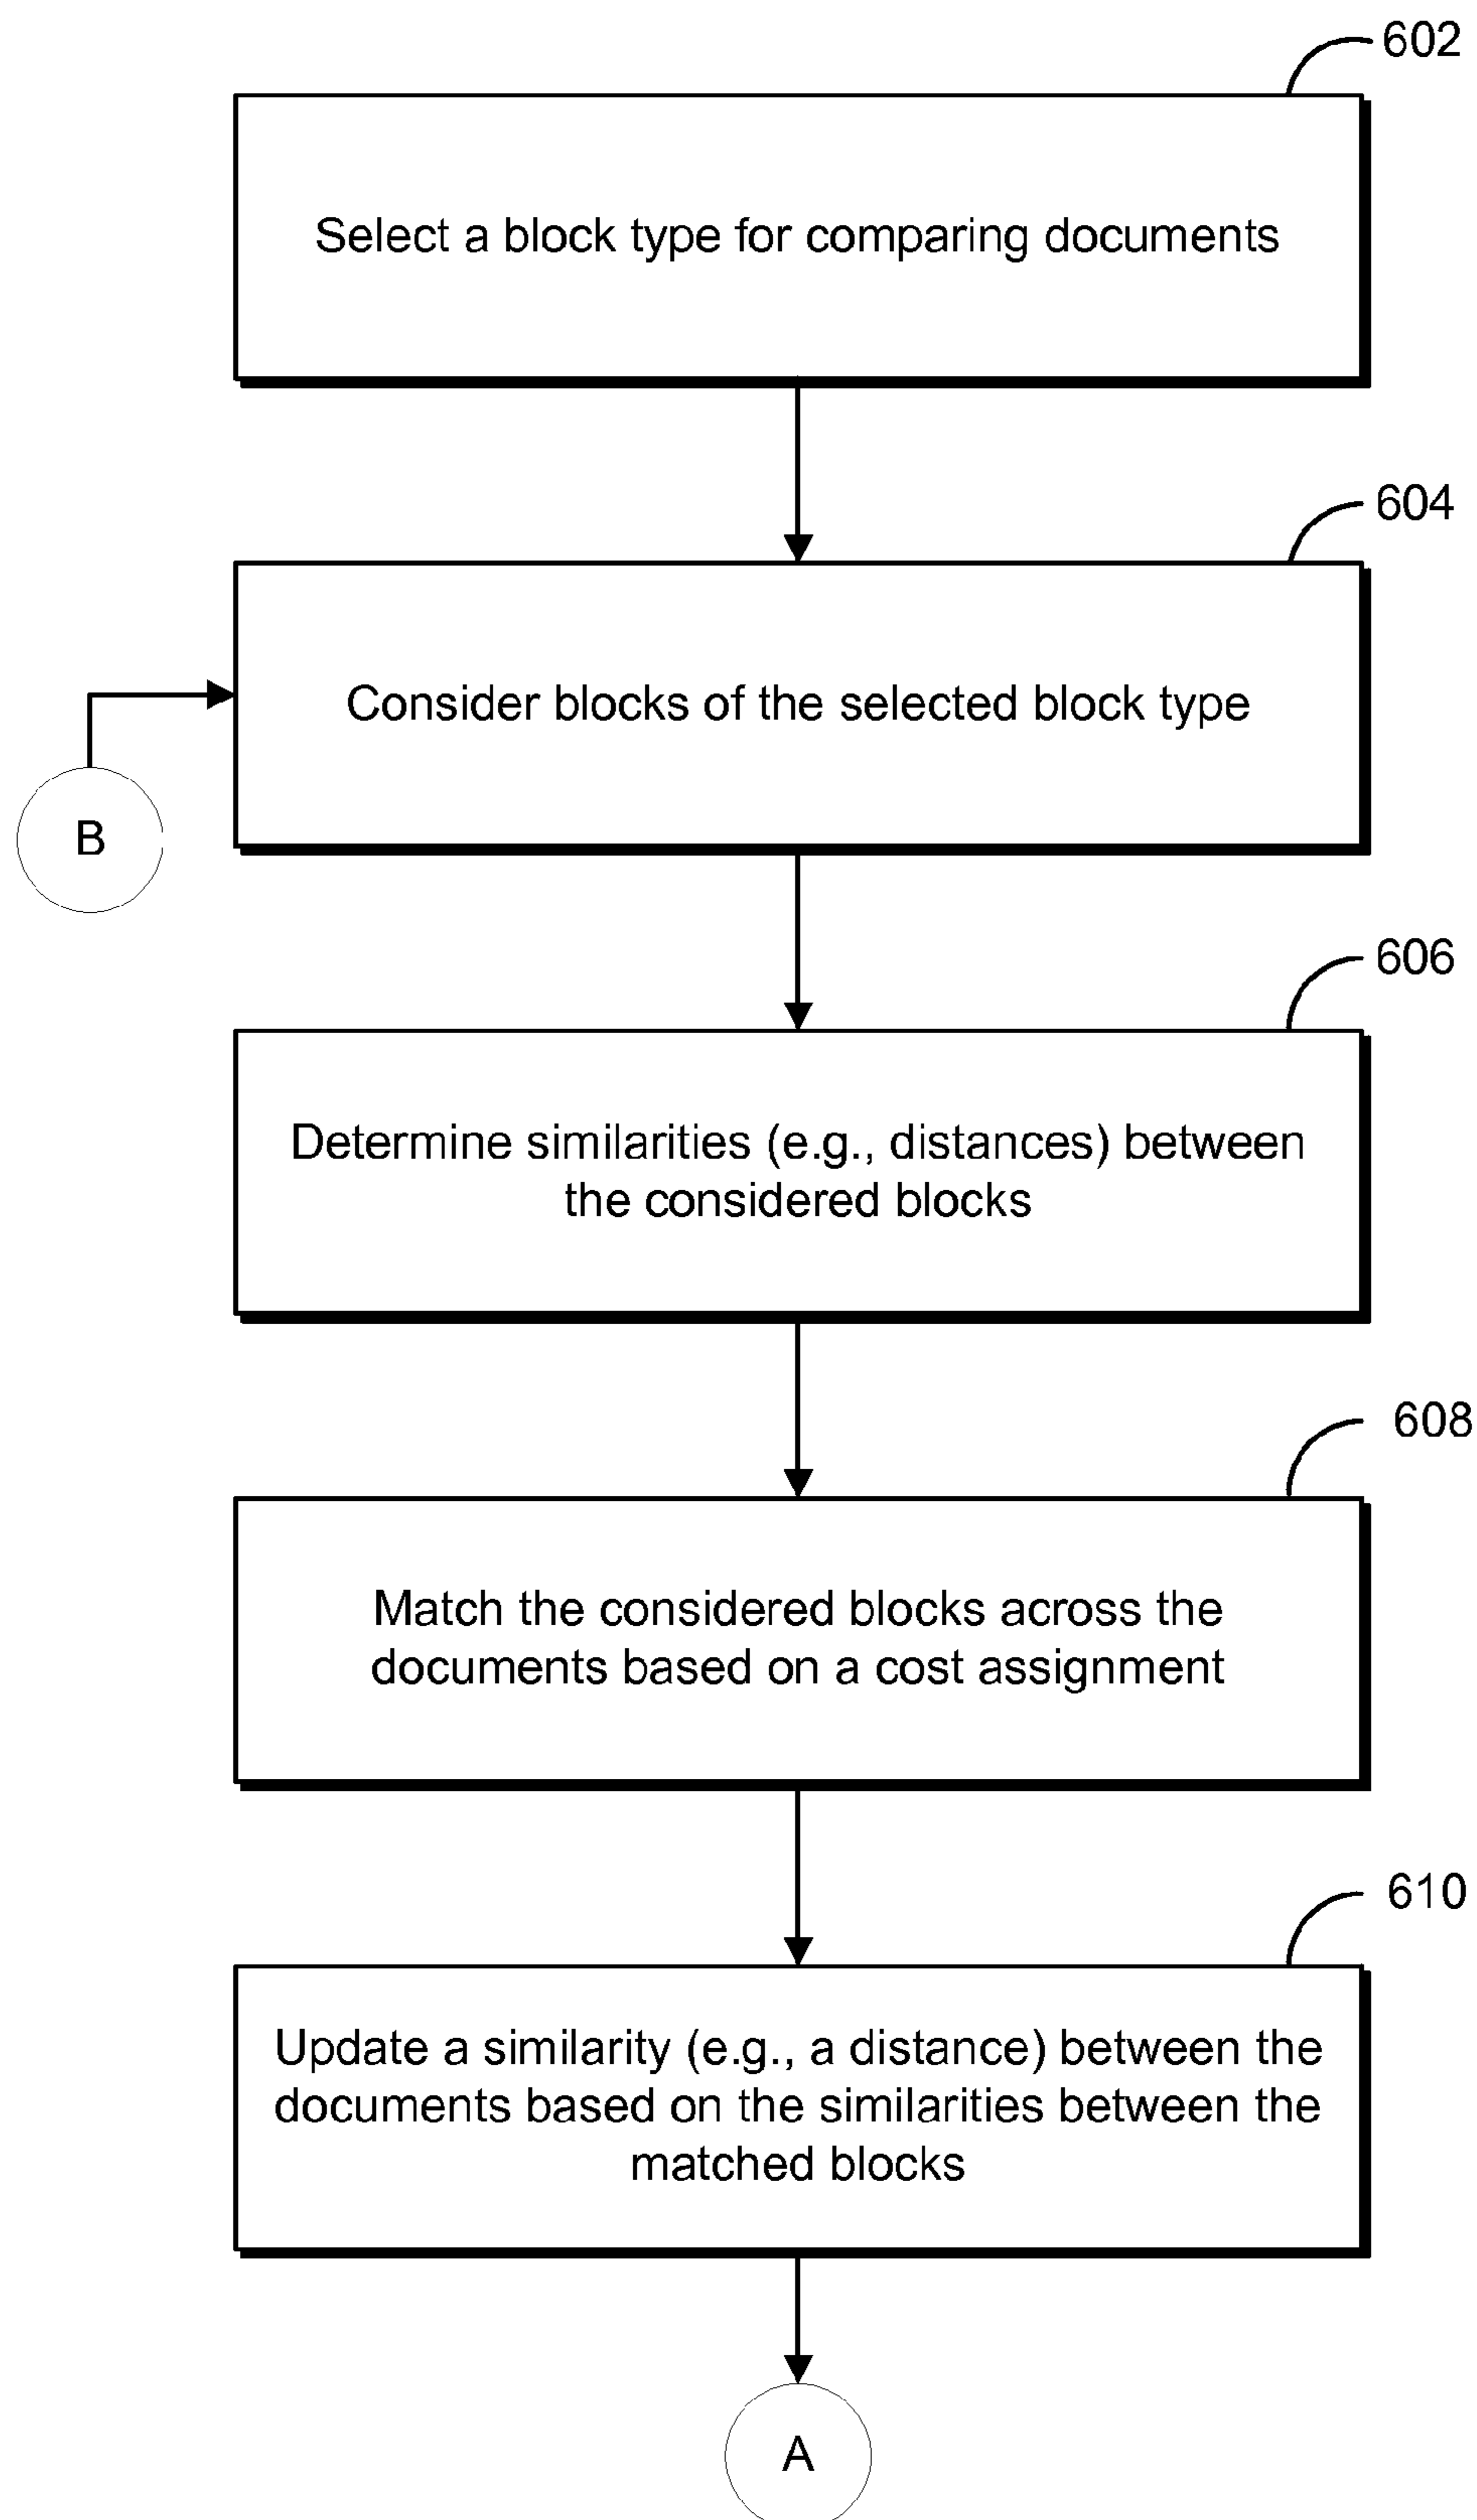 602
Select a block type for comparing documents
604
Consider blocks of the selected block type
B
606
Determine similarities (e.g., distances) between
the considered blocks
608
Match the considered blocks across the
documents based on a cost assignment
610
Update a similarity (e.g., a distance) between the
documents based on the similarities between the
matched blocks
A